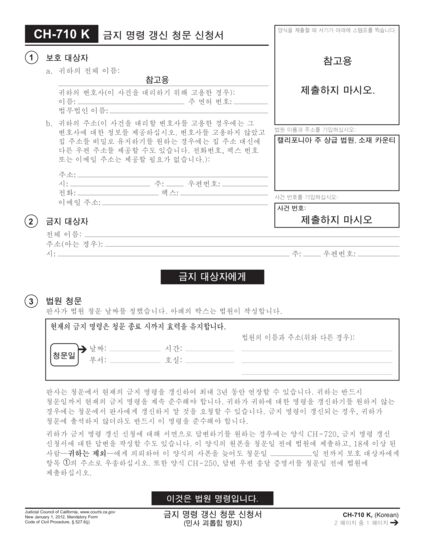 CH-710 K 금지 명령 갱신 청문 신청서
양식을 제출할 때 서기가 아래에 스탬프를 찍습니다.
참고용
제출하지 마시오.
1 보호 대상자
a. 귀하의 전체 이름:
참고용
귀하의 변호사(이 사건을 대리하기 위해 고용한 경우):
이름: 주 면허 번호:
법무법인 이름:
b. 귀하의 주소(이 사건을 대리할 변호사를 고용한 경우에는 그
변호사에 대한 정보를 제공하십시오. 변호사를 고용하지 않았고
집 주소를 비밀로 유지하기를 원하는 경우에는 집 주소 대신에
다른 우편 주소를 제공할 수도 있습니다. 전화번호, 팩스 번호
또는 이메일 주소는 제공할 필요가 없습니다.):
주소:
시: 주: 우편번호:
전화: 팩스:
이메일 주소:
법원 이름과 주소를 기입하십시오:
캘리포니아 주 상급 법원, 소재 카운티
사건 번호를 기입하십시오:
사건 번호:
제출하지 마시오
2 금지 대상자
전체 이름:
주소(아는 경우):
시: 주: 우편번호:
금지 대상자에게
3 법원 청문
판사가 법원 청문 날짜를 정했습니다. 아래의 박스는 법원이 작성합니다.
현재의 금지 명령은 청문 종료 시까지 효력을 유지합니다.
법원의 이름과 주소(위와 다른 경우):
청문일 날짜: 시간:
부서: 호실:
판사는 청문에서 현재의 금지 명령을 갱신하여 최대 3년 동안 연장할 수 있습니다. 귀하는 반드시
청문일까지 현재의 금지 명령을 계속 준수해야 합니다. 귀하가 귀하에 대한 명령을 갱신하기를 원하지 않는
경우에는 청문에서 판사에게 갱신하지 말 것을 요청할 수 있습니다. 금지 명령이 갱신되는 경우, 귀하가
청문에 출석하지 않더라도 반드시 이 명령을 준수해야 합니다.
귀하가 금지 명령 갱신 신청에 대해 서면으로 답변하기를 원하는 경우에는 양식 CH-720, 금지 명령 갱신
신청서에 대한 답변을 작성할 수도 있습니다. 이 양식의 원본을 청문일 전에 법원에 제출하고, 18세 이상 된
사람—귀하는 제외—에게 의뢰하여 이 양식의 사본을 늦어도 청문일 일 전까지 보호 대상자에게
항목 ①의 주소로 우송하십시오. 또한 양식 CH-250, 답변 우편 송달 증명서를 청문일 전에 법원에
제출하십시오.
이것은 법원 명령입니다.
Judicial Council of California, www.courts.ca.gov
New January 1, 2012, Mandatory Form
Code of Civil Procedure, § 527.6(j)
금지 명령 갱신 청문 신청서
(민사 괴롭힘 방지)
CH-710 K, (Korean)
2 페이지 중 1 페이지